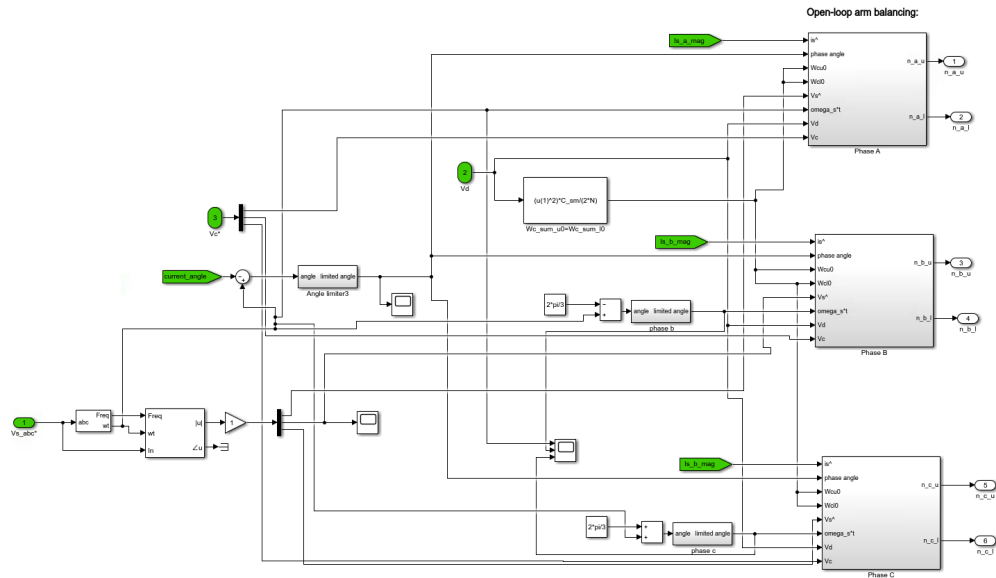 Open-loop arm balancing:
Is_a_mag
is^
phase angle
Wcu0
Wcl0
Vs^
omega_s*t
Vd
Vc
n_a_u
n_a_l
1
n_a_u
2
n_a_l
Phase A
2
Vd
(u(1)^2)*C_sm/(2*N)
Wc_sum_u0=Wc_sum_l0
3
Vc*
Is_b_mag
is^
phase angle
Wcu0
Wcl0
Vs^
omega_s*t
Vd
Vc
n_b_u
n_b_l
3
n_b_u
4
n_b_l
Phase B
current_angle
−
+
angle limited angle
Angle limiter3
2*pi/3
−
+
angle limited angle
phase b
1
Vs_abc*
abc
Freq
wt
Freq
wt
In
|u|
∠u
1
Is_b_mag
is^
phase angle
Wcu0
Wcl0
Vs^
omega_s*t
Vd
Vc
n_c_u
n_c_l
5
n_c_u
6
n_c_l
Phase C
2*pi/3
+
+
angle limited angle
phase c